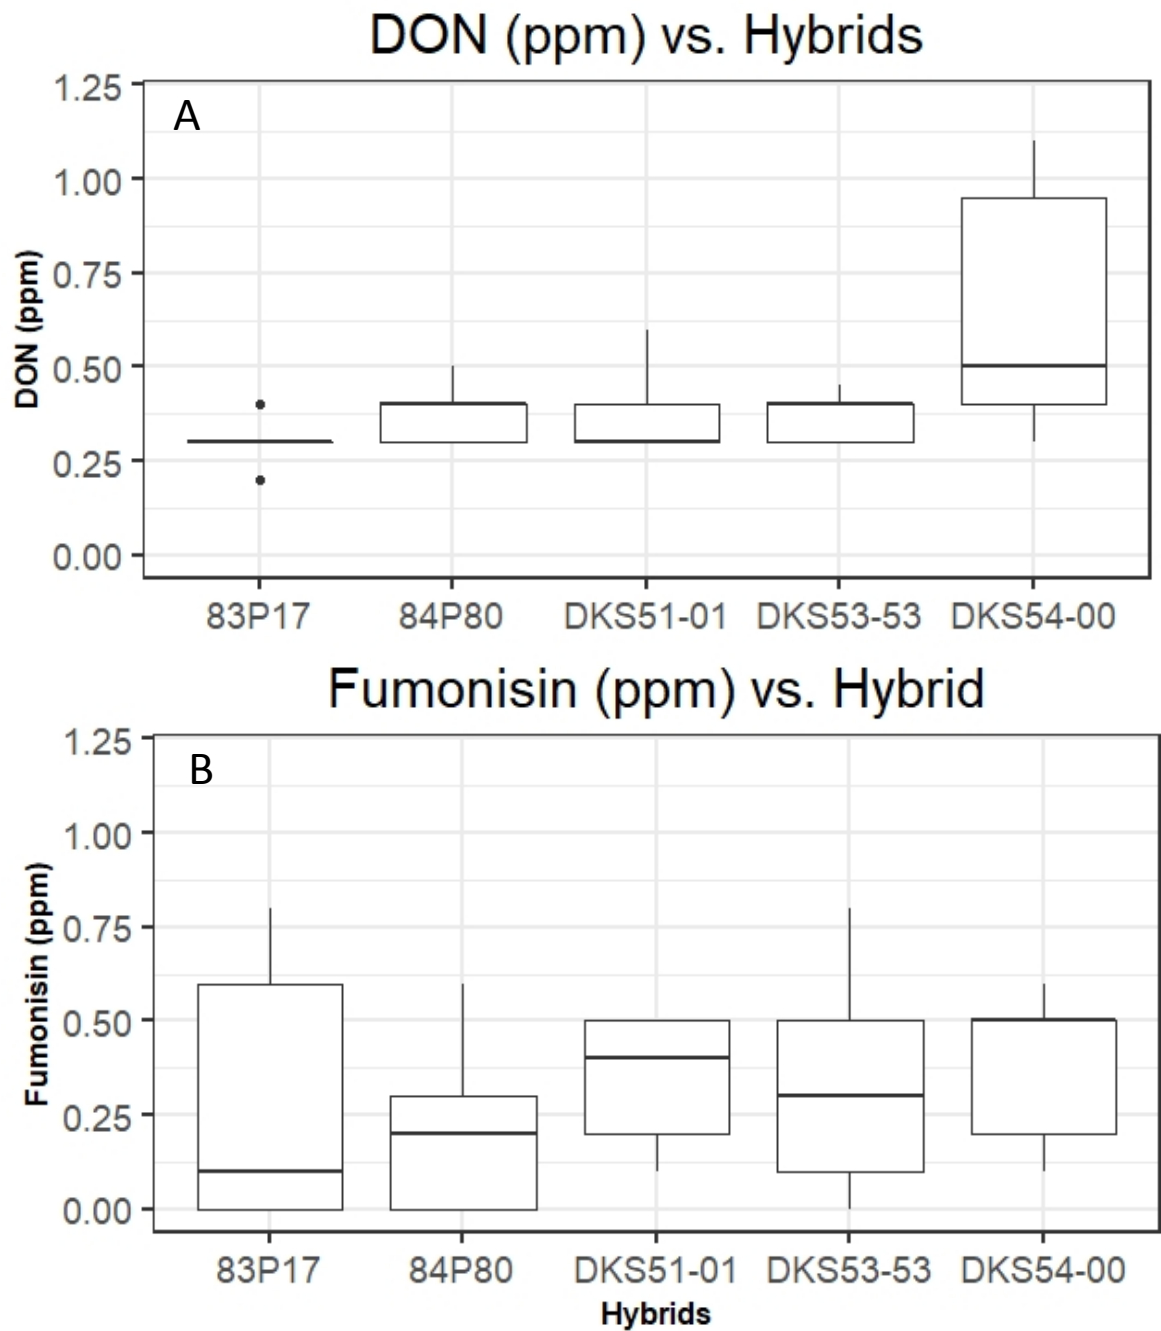 DON (ppm) vs. Hybrids
A
1.25
1.00
0.75
0.50
0.25
0.00
DON (ppm)
83P17 84P80 DKS51-01 DKS53-53 DKS54-00
Fumonisin (ppm) vs. Hybrid
B
1.25
1.00
0.75
0.50
0.25
0.00
Fumonisin (ppm)
83P17 84P80 DKS51-01 DKS53-53 DKS54-00
Hybrids